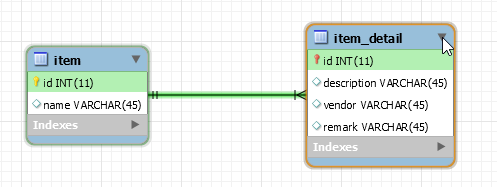 item
id INT(11)
name VARCHAR(45)
Indexes
item_detail
id INT(11)
description VARCHAR(45)
vendor VARCHAR(45)
remark VARCHAR(45)
Indexes